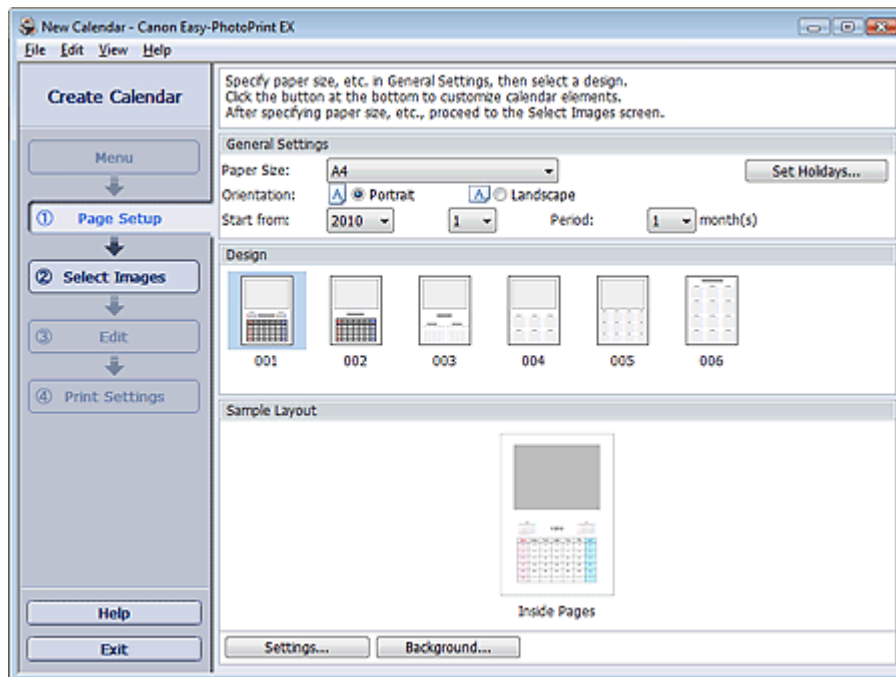 New Calendar - Canon Easy-PhotoPrint EX
File Edit View Help
Create Calendar
Menu
① Page Setup
② Select Images
③ Edit
④ Print Settings
Help
Exit
Specify paper size, etc. in General Settings, then select a design.
Click the button at the bottom to customize calendar elements.
After specifying paper size, etc., proceed to the Select Images screen.
General Settings
Paper Size: A4 Set Holidays...
Orientation: A Portrait A Landscape
Start from: 2010 1 Period: 1 month(s)
Design
001 002 003 004 005 006
Sample Layout
Inside Pages
Settings... Background...